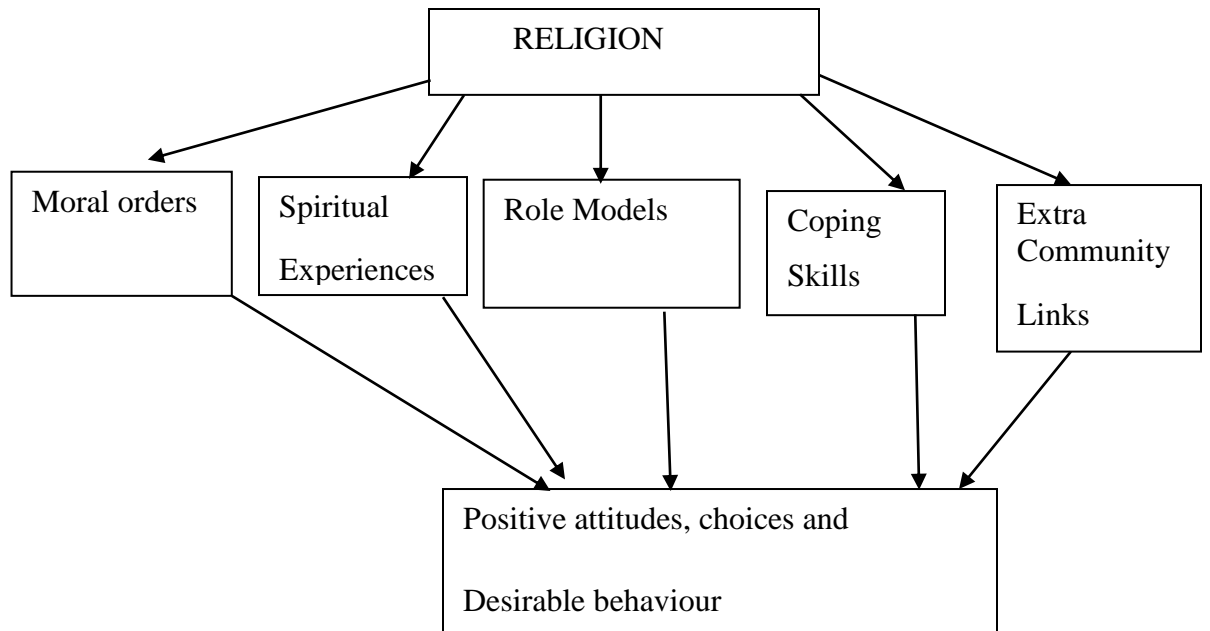 RELIGION
Moral orders
Spiritual
Experiences
Role Models
Coping
Skills
Extra
Community
Links
Positive attitudes, choices and
Desirable behaviour